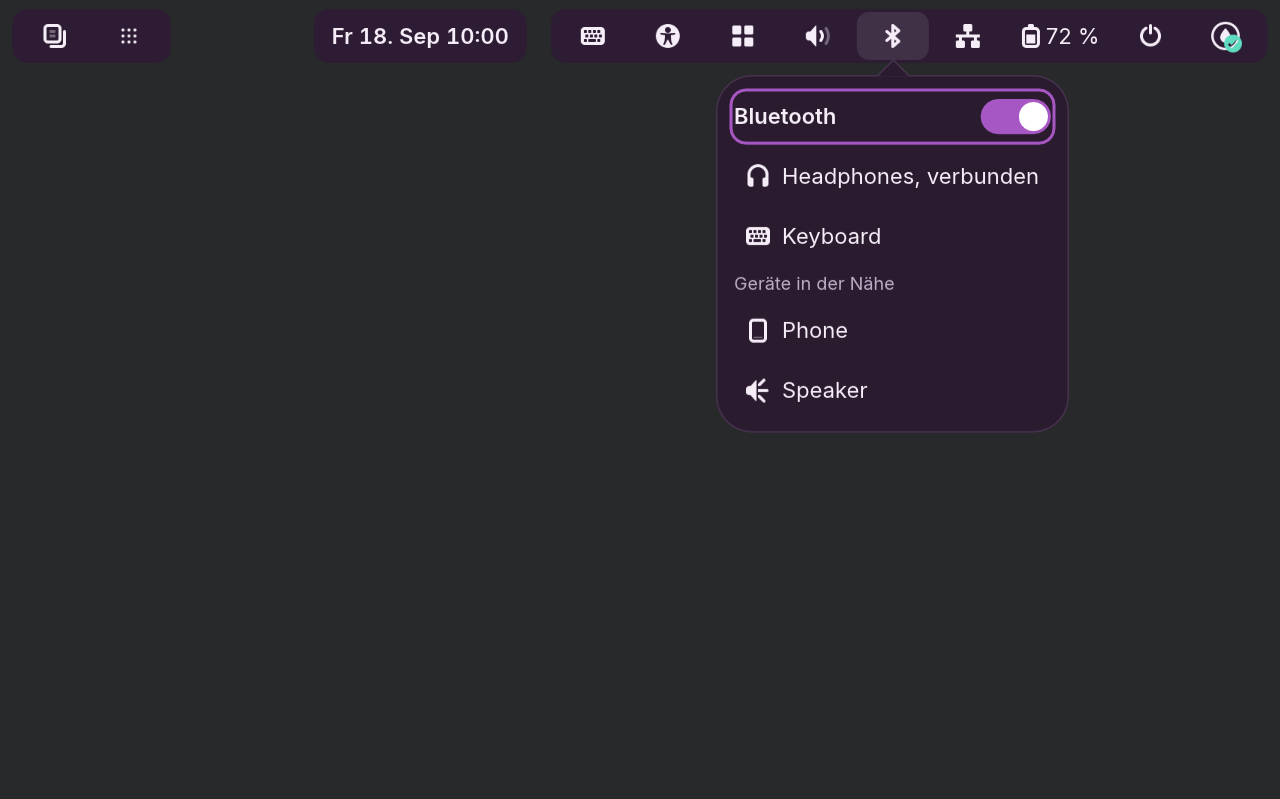 Fr 18. Sep 10:00
72 %
Bluetooth
Headphones, verbunden
Keyboard
Geräte in der Nähe
Phone
Speaker